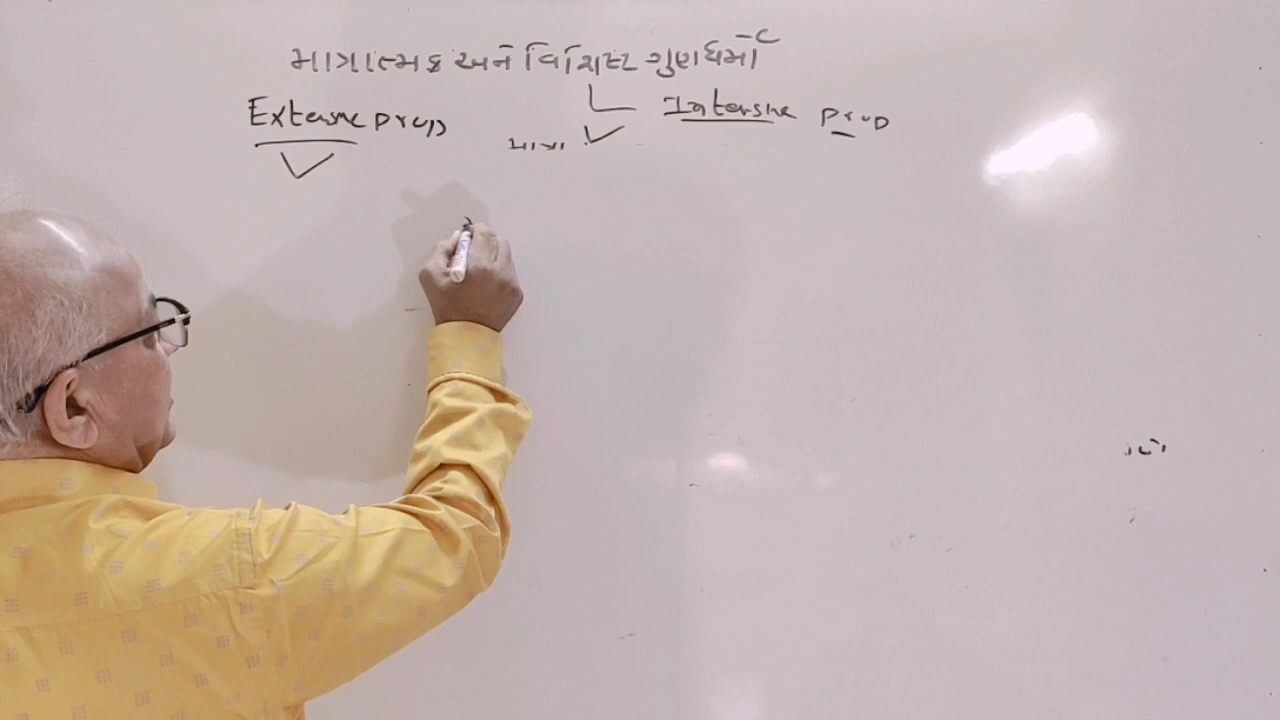 માત્રાત્મક અને વિશિષ્ટ ગુણધર્મો
Extensive prop
Intensive prop
માત્રા